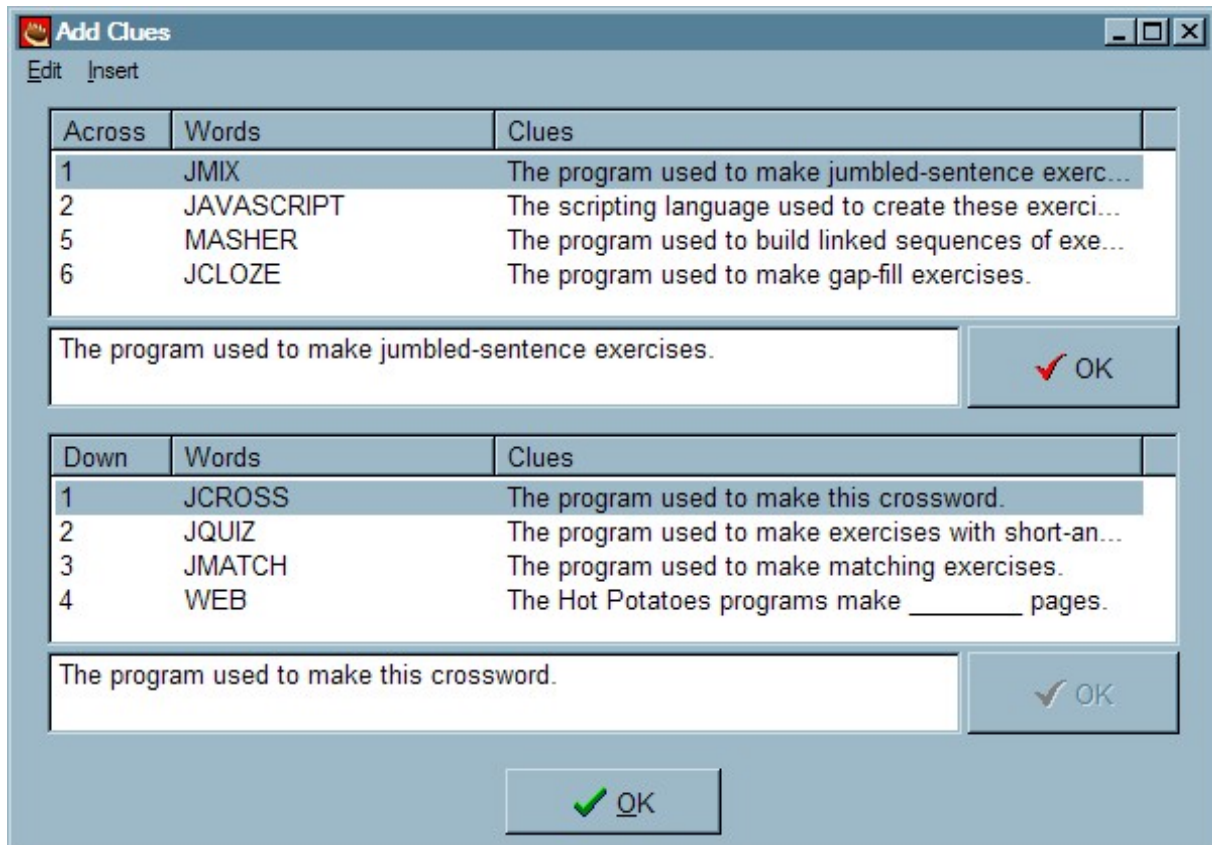 Add Clues
Edit Insert
Across Words Clues
1 JMIX The program used to make jumbled-sentence exerc...
2 JAVASCRIPT The scripting language used to create these exerci...
5 MASHER The program used to build linked sequences of exe...
6 JCLOZE The program used to make gap-fill exercises.
The program used to make jumbled-sentence exercises.
OK
Down Words Clues
1 JCROSS The program used to make this crossword.
2 JQUIZ The program used to make exercises with short-an...
3 JMATCH The program used to make matching exercises.
4 WEB The Hot Potatoes programs make ________ pages.
The program used to make this crossword.
OK
OK